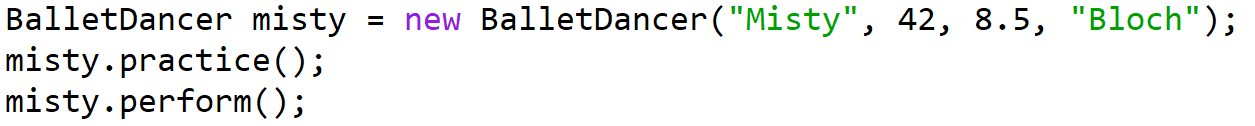 BalletDancer misty = new BalletDancer("Misty", 42, 8.5, "Bloch");
misty.practice();
misty.perform();